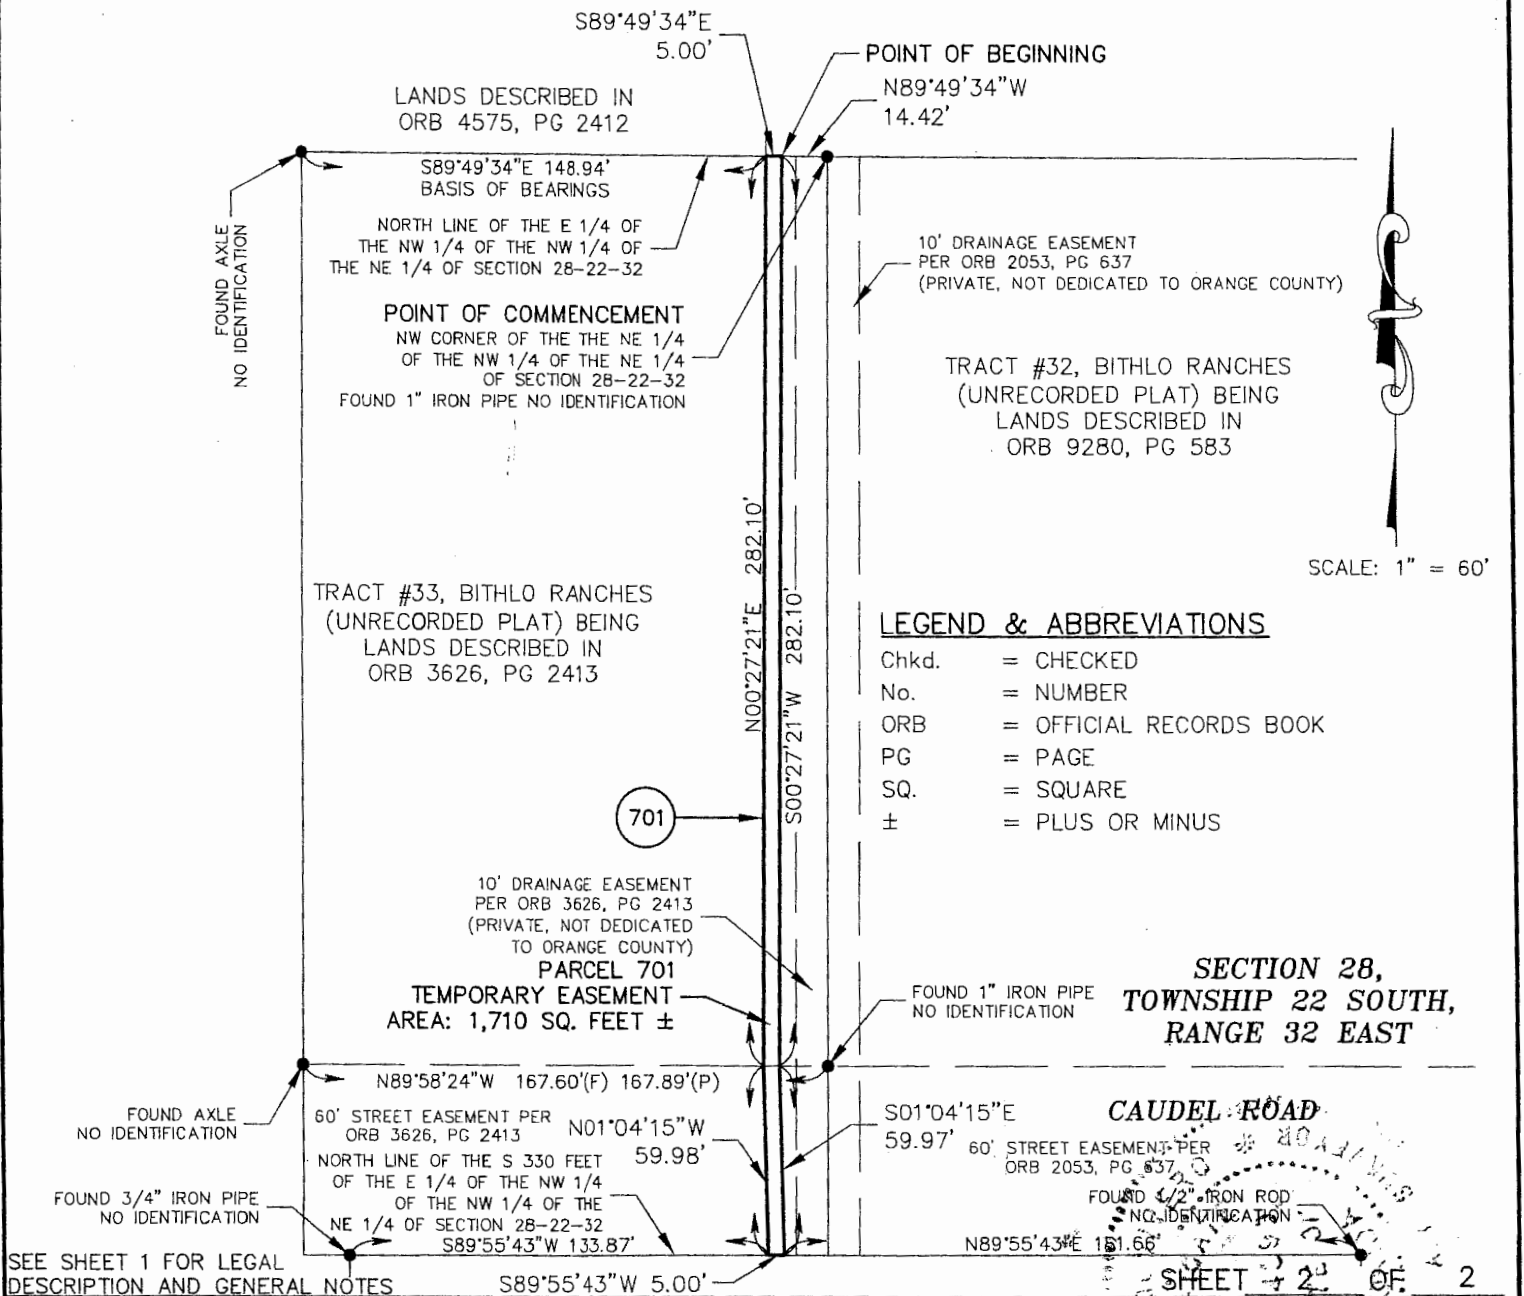 S89°49'34"E
5.00'
POINT OF BEGINNING
N89°49'34"W
14.42'
LANDS DESCRIBED IN
ORB 4575, PG 2412
S89°49'34"E 148.94'
BASIS OF BEARINGS
FOUND AXLE
NO IDENTIFICATION
NORTH LINE OF THE E 1/4 OF
THE NW 1/4 OF THE NW 1/4 OF
THE NE 1/4 OF SECTION 28-22-32
POINT OF COMMENCEMENT
NW CORNER OF THE THE NE 1/4
OF THE NW 1/4 OF THE NE 1/4
OF SECTION 28-22-32
FOUND 1" IRON PIPE NO IDENTIFICATION
10' DRAINAGE EASEMENT
PER ORB 2053, PG 637
(PRIVATE, NOT DEDICATED TO ORANGE COUNTY)
TRACT #32, BITHLO RANCHES
(UNRECORDED PLAT) BEING
LANDS DESCRIBED IN
ORB 9280, PG 583
SCALE: 1" = 60'
TRACT #33, BITHLO RANCHES
(UNRECORDED PLAT) BEING
LANDS DESCRIBED IN
ORB 3626, PG 2413
N00°27'21"E 282.10'
S00°27'21"W 282.10'
LEGEND & ABBREVIATIONS
Chkd. = CHECKED
No. = NUMBER
ORB = OFFICIAL RECORDS BOOK
PG = PAGE
SQ. = SQUARE
± = PLUS OR MINUS
701
10' DRAINAGE EASEMENT
PER ORB 3626, PG 2413
(PRIVATE, NOT DEDICATED
TO ORANGE COUNTY)
PARCEL 701
TEMPORARY EASEMENT
AREA: 1,710 SQ. FEET ±
FOUND 1" IRON PIPE
NO IDENTIFICATION
SECTION 28,
TOWNSHIP 22 SOUTH,
RANGE 32 EAST
N89°58'24"W 167.60'(F) 167.89'(P)
FOUND AXLE
NO IDENTIFICATION
60' STREET EASEMENT PER
ORB 3626, PG 2413
N01°04'15"W
59.98'
S01°04'15"E
59.97'
CAUDEL ROAD
60' STREET EASEMENT PER
ORB 2053, PG 637
NORTH LINE OF THE S 330 FEET
OF THE E 1/4 OF THE NW 1/4
OF THE NW 1/4 OF THE
NE 1/4 OF SECTION 28-22-32
FOUND 3/4" IRON PIPE
NO IDENTIFICATION
FOUND 1/2" IRON ROD
NO IDENTIFICATION
S89°55'43"W 133.87'
N89°55'43"E 151.66'
S89°55'43"W 5.00'
SEE SHEET 1 FOR LEGAL
DESCRIPTION AND GENERAL NOTES
SHEET 2 OF 2